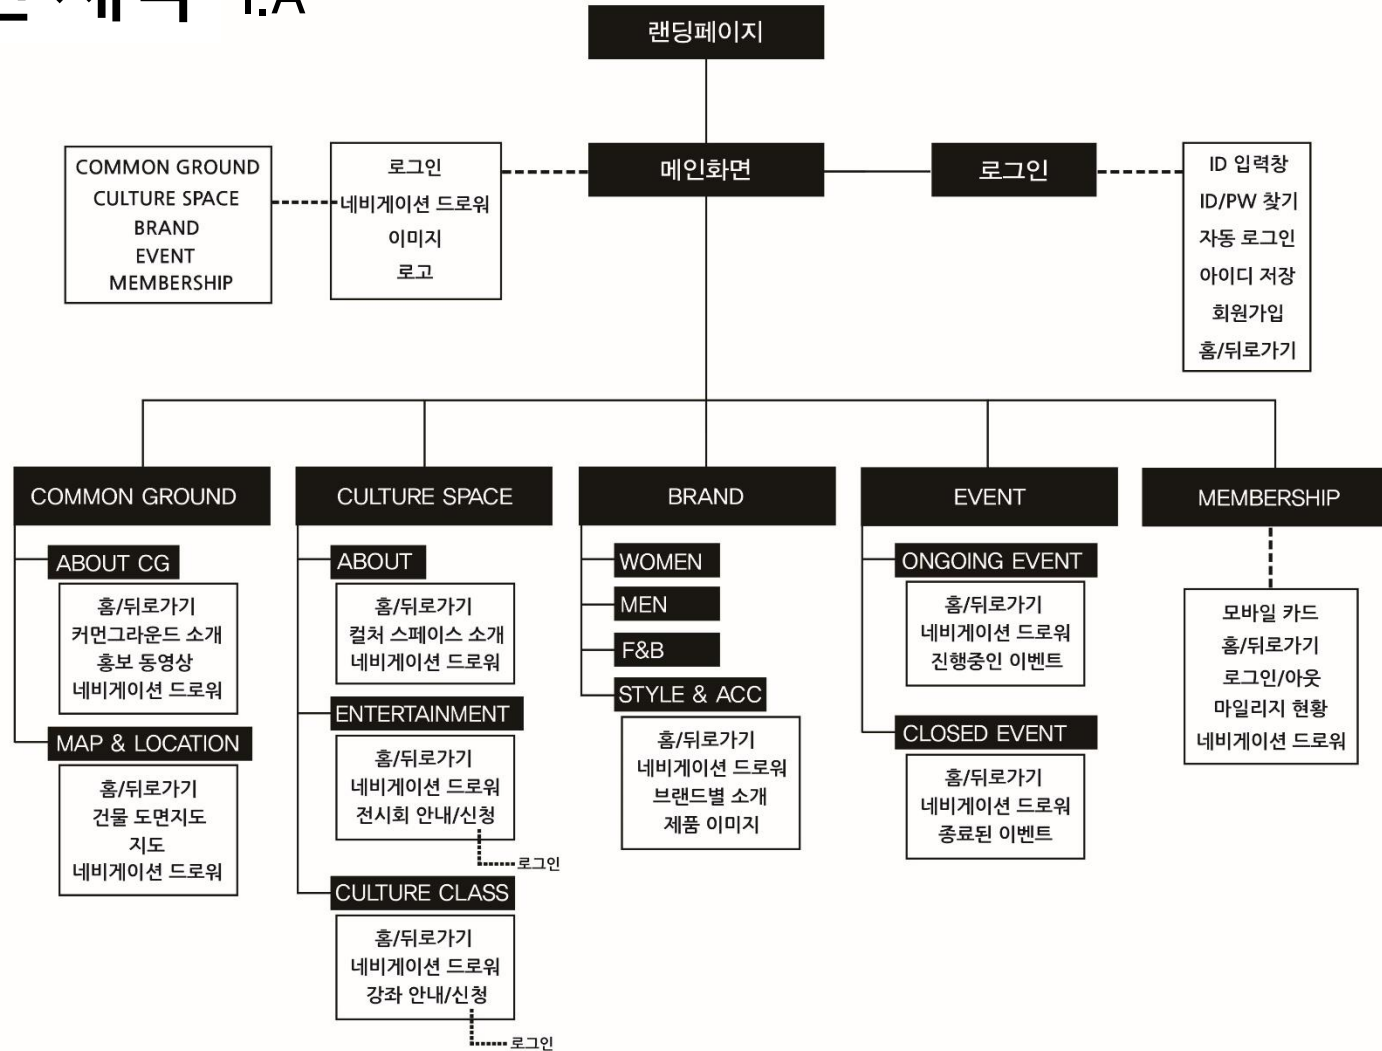 I.A
랜딩페이지
COMMON GROUND
CULTURE SPACE
BRAND
EVENT
MEMBERSHIP
로그인
네비게이션 드로워
이미지
로고
메인화면
로그인
ID 입력창
ID/PW 찾기
자동 로그인
아이디 저장
회원가입
홈/뒤로가기
COMMON GROUND
ABOUT CG
홈/뒤로가기
커먼그라운드 소개
홍보 동영상
네비게이션 드로워
MAP & LOCATION
홈/뒤로가기
건물 도면지도
지도
네비게이션 드로워
CULTURE SPACE
ABOUT
홈/뒤로가기
컬처 스페이스 소개
네비게이션 드로워
ENTERTAINMENT
홈/뒤로가기
네비게이션 드로워
전시회 안내/신청
로그인
CULTURE CLASS
홈/뒤로가기
네비게이션 드로워
강좌 안내/신청
로그인
BRAND
WOMEN
MEN
F&B
STYLE & ACC
홈/뒤로가기
네비게이션 드로워
브랜드별 소개
제품 이미지
EVENT
ONGOING EVENT
홈/뒤로가기
네비게이션 드로워
진행중인 이벤트
CLOSED EVENT
홈/뒤로가기
네비게이션 드로워
종료된 이벤트
MEMBERSHIP
모바일 카드
홈/뒤로가기
로그인/아웃
마일리지 현황
네비게이션 드로워